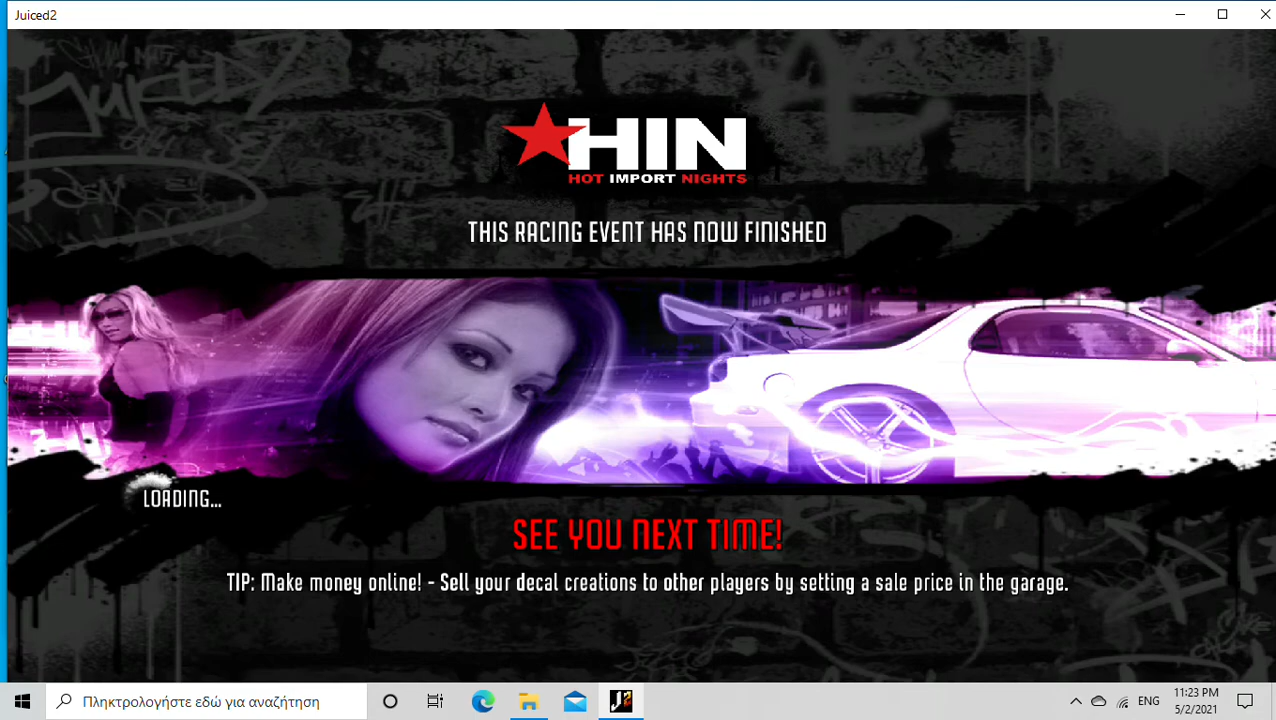 Juiced2
HIN
HOT IMPORT NIGHTS
THIS RACING EVENT HAS NOW FINISHED
LOADING...
SEE YOU NEXT TIME!
TIP: Make money online! - Sell your decal creations to other players by setting a sale price in the garage.
Πληκτρολογήστε εδώ για αναζήτηση
ENG
11:23 PM
5/2/2021